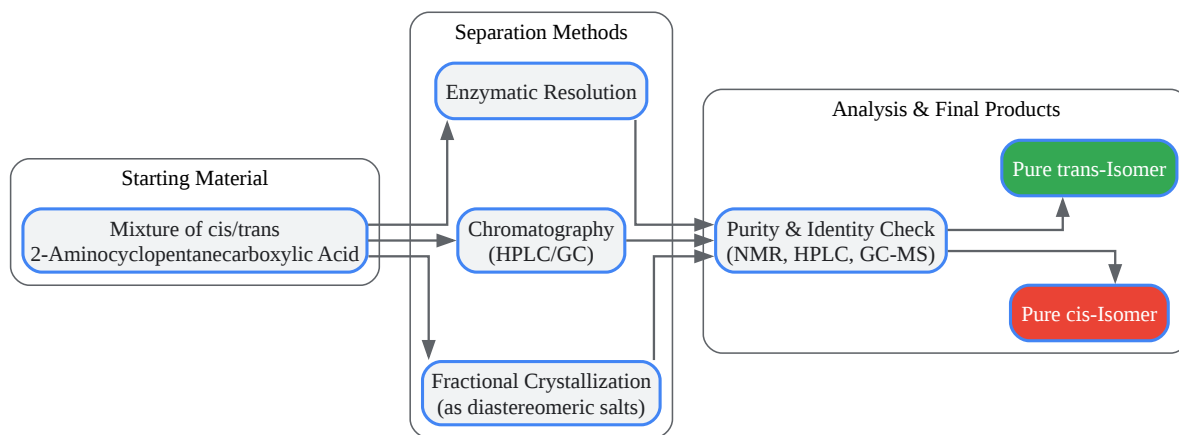 Starting Material
Mixture of cis/trans
2-Aminocyclopentanecarboxylic Acid
Separation Methods
Enzymatic Resolution
Chromatography
(HPLC/GC)
Fractional Crystallization
(as diastereomeric salts)
Analysis & Final Products
Purity & Identity Check
(NMR, HPLC, GC-MS)
Pure trans-Isomer
Pure cis-Isomer